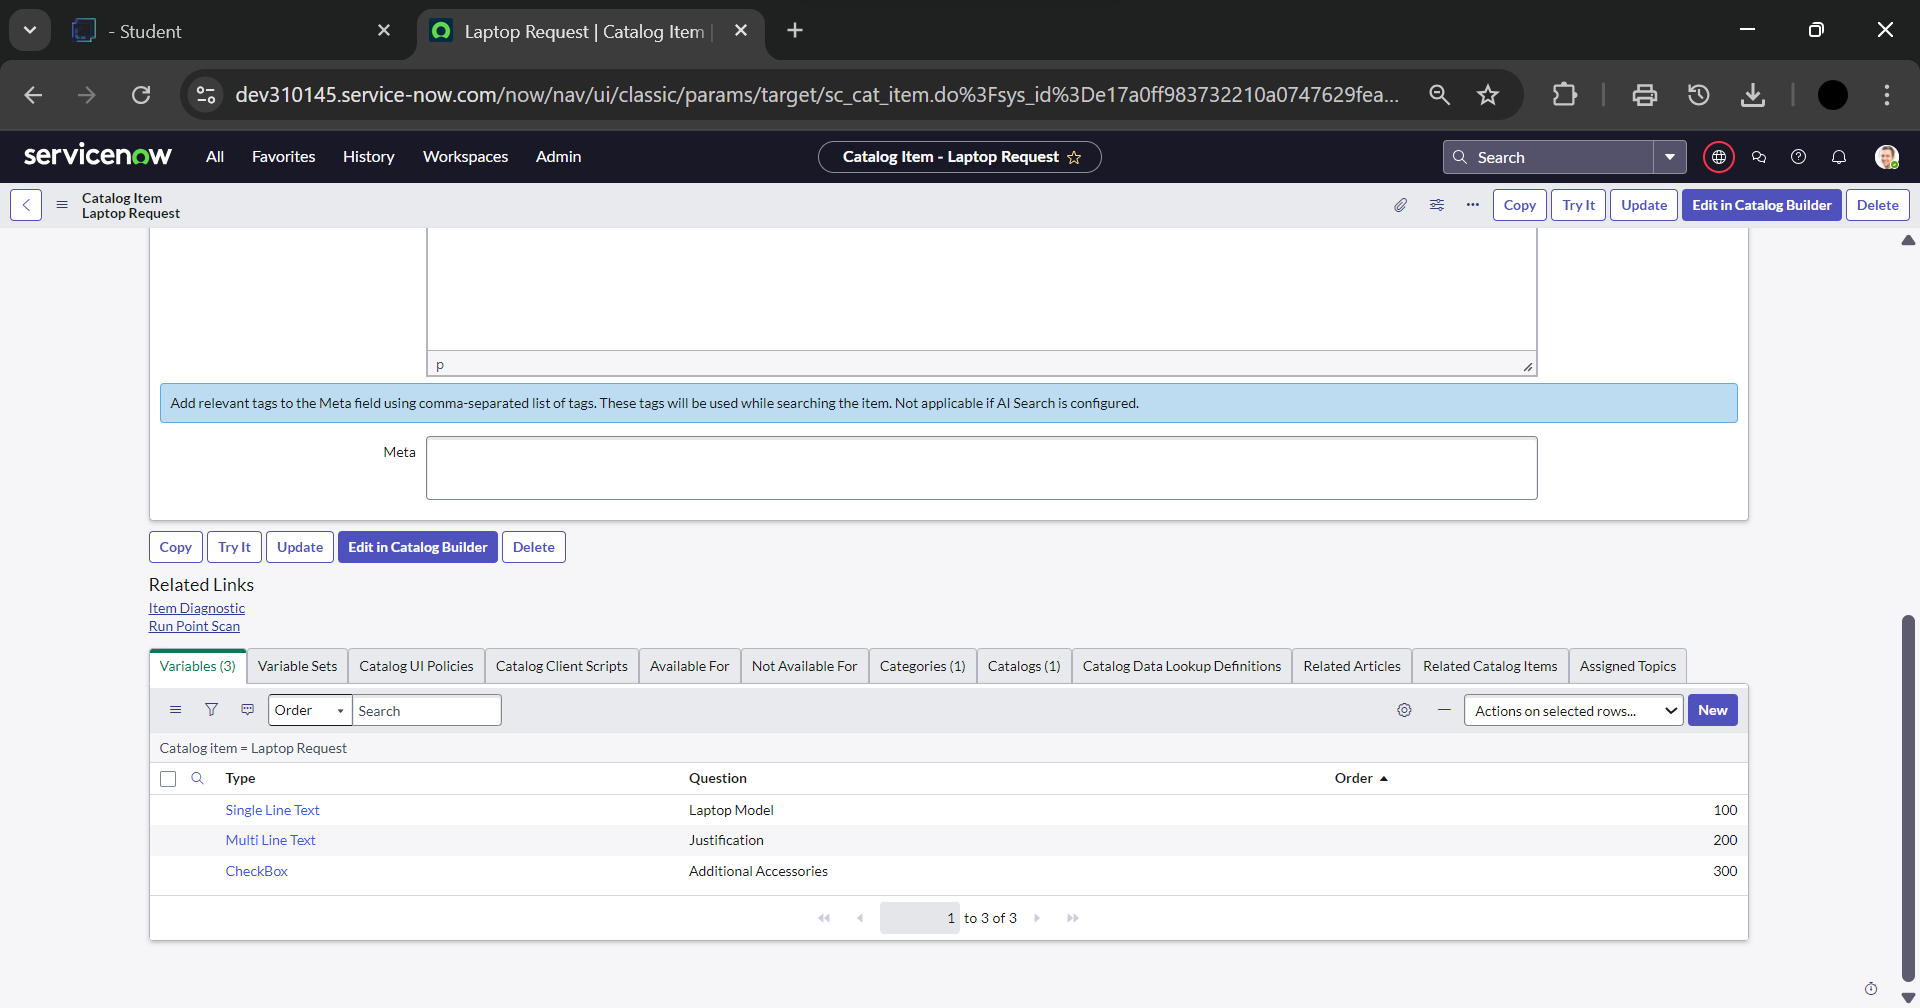 - Student
Laptop Request | Catalog Item |
dev310145.service-now.com/now/nav/ui/classic/params/target/sc_cat_item.do%3Fsys_id%3De17a0ff983732210a0747629fea...
servicenow All Favorites History Workspaces Admin
Catalog Item - Laptop Request
Search
Catalog Item
Laptop Request
Copy Try It Update Edit in Catalog Builder Delete
p
Add relevant tags to the Meta field using comma-separated list of tags. These tags will be used while searching the item. Not applicable if AI Search is configured.
Meta
Copy Try It Update Edit in Catalog Builder Delete
Related Links
Item Diagnostic
Run Point Scan
Variables (3) Variable Sets Catalog UI Policies Catalog Client Scripts Available For Not Available For Categories (1) Catalogs (1) Catalog Data Lookup Definitions Related Articles Related Catalog Items Assigned Topics
Order Search Actions on selected rows... New
Catalog item = Laptop Request
Type Question Order
Single Line Text Laptop Model 100
Multi Line Text Justification 200
CheckBox Additional Accessories 300
1 to 3 of 3